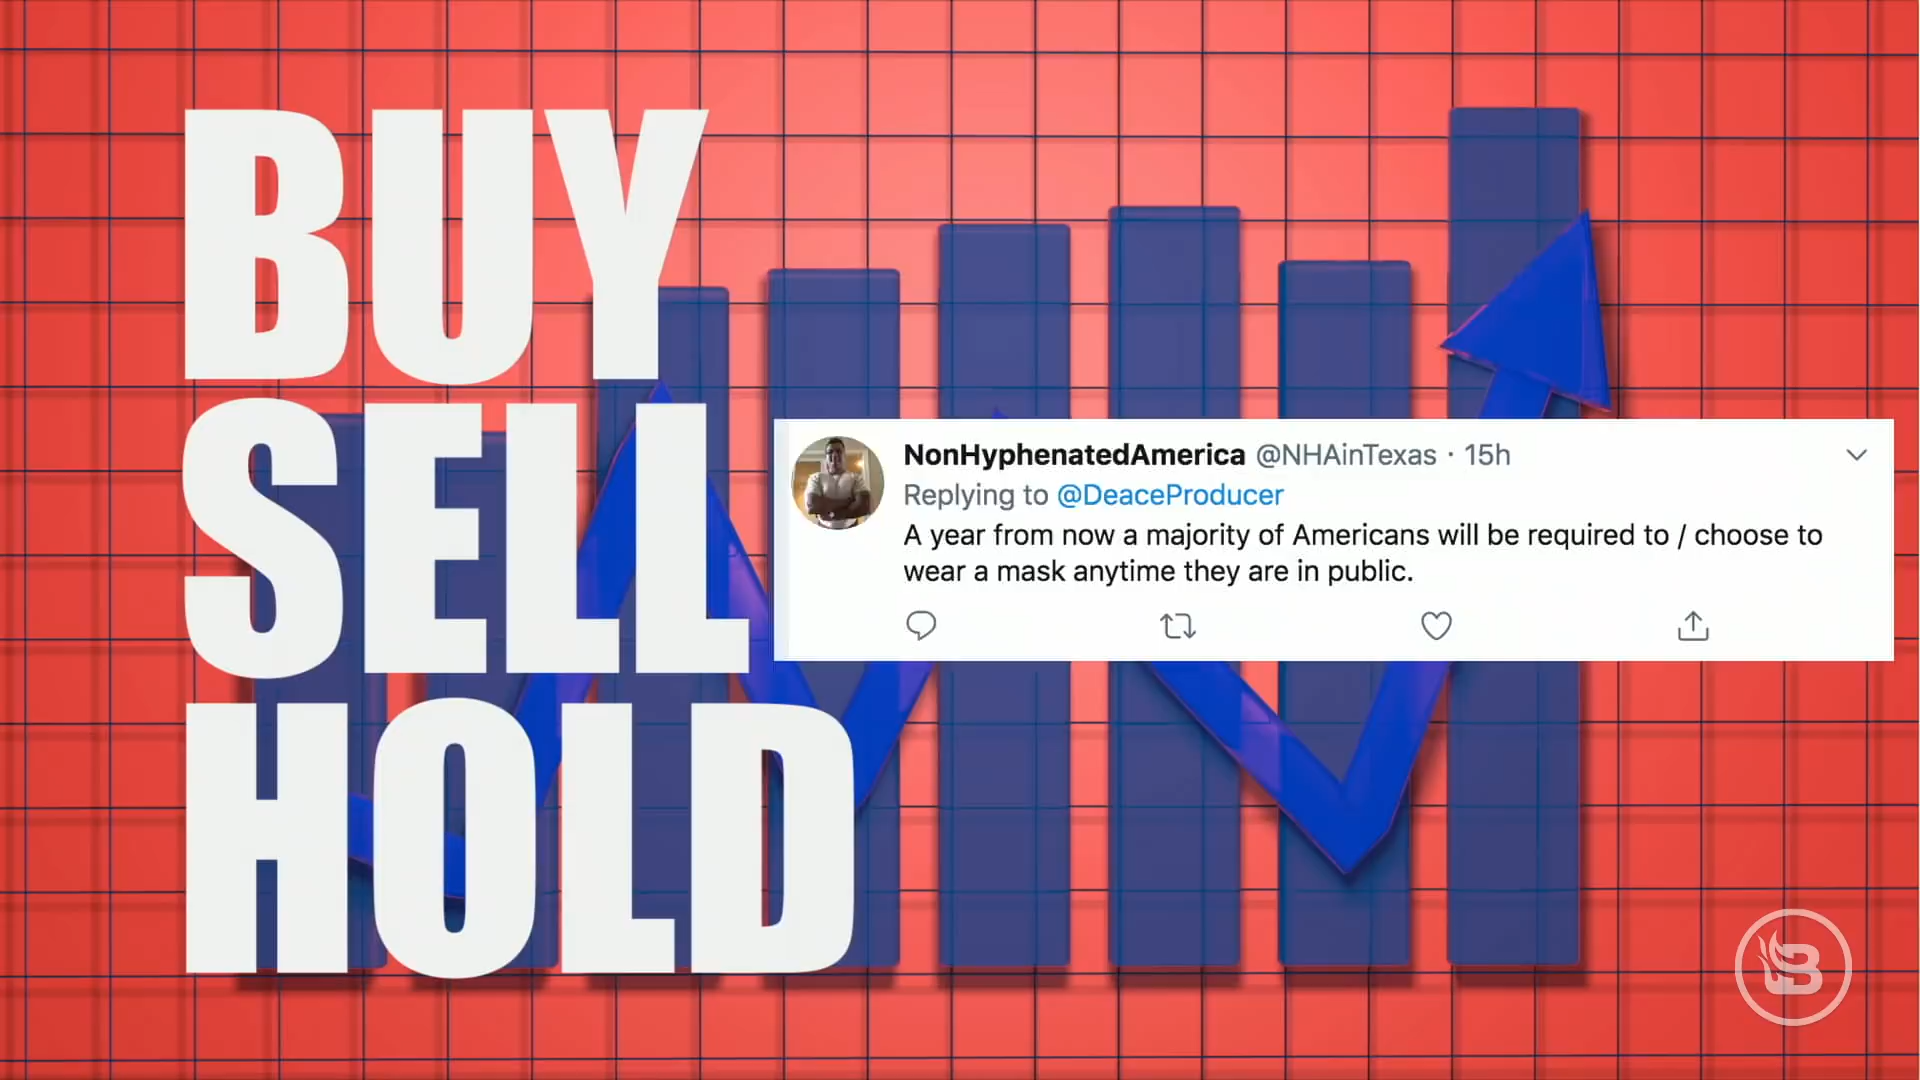 BUY
SELL
HOLD
NonHyphenatedAmerica @NHAinTexas · 15h
Replying to @DeaceProducer
A year from now a majority of Americans will be required to / choose to
wear a mask anytime they are in public.
B